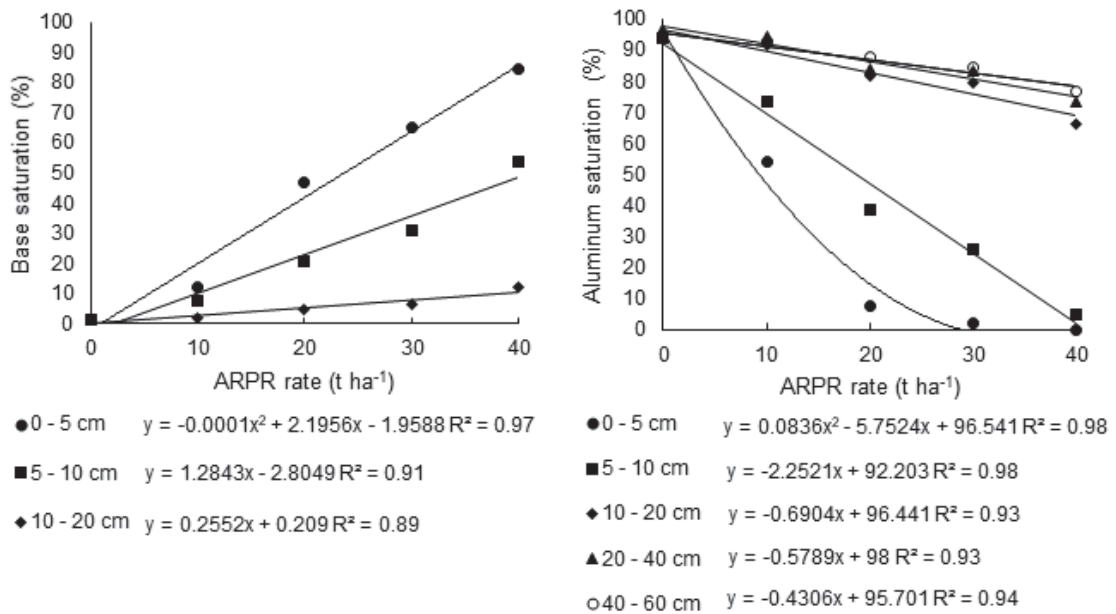 Base saturation (%)
100
90
80
70
60
50
40
30
20
10
0
0 10 20 30 40
ARPR rate (t ha⁻¹)
0 - 5 cm y = -0.0001x² + 2.1956x - 1.9588 R² = 0.97
5 - 10 cm y = 1.2843x - 2.8049 R² = 0.91
10 - 20 cm y = 0.2552x + 0.209 R² = 0.89
Aluminum saturation (%)
100
90
80
70
60
50
40
30
20
10
0
0 10 20 30 40
ARPR rate (t ha⁻¹)
0 - 5 cm y = 0.0836x² - 5.7524x + 96.541 R² = 0.98
5 - 10 cm y = -2.2521x + 92.203 R² = 0.98
10 - 20 cm y = -0.6904x + 96.441 R² = 0.93
20 - 40 cm y = -0.5789x + 98 R² = 0.93
40 - 60 cm y = -0.4306x + 95.701 R² = 0.94